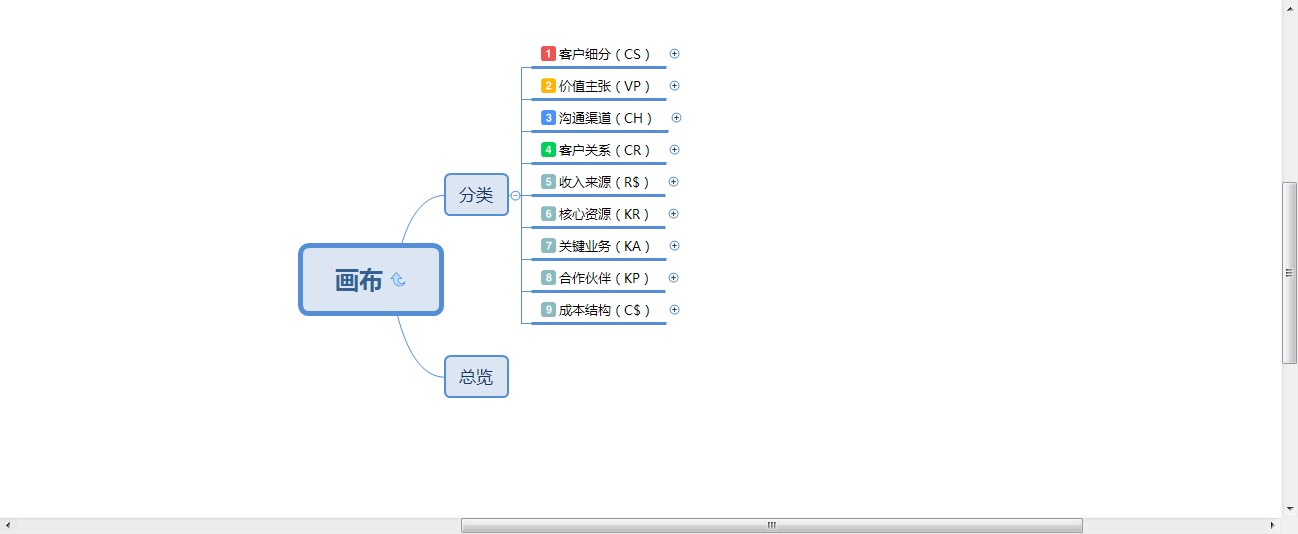 1 客户细分（CS）
2 价值主张（VP）
3 沟通渠道（CH）
4 客户关系（CR）
5 收入来源（R$）
6 核心资源（KR）
7 关键业务（KA）
8 合作伙伴（KP）
9 成本结构（C$）
分类
画布
总览